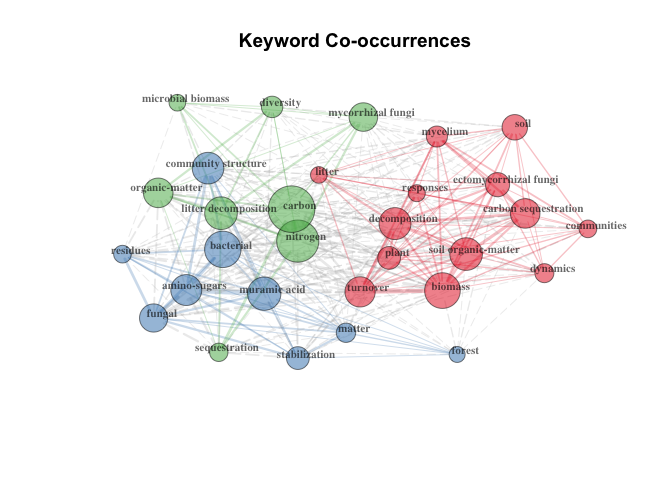 Keyword Co-occurrences
microbial biomass
diversity
mycorrhizal fungi
soil
mycelium
community structure
litter
ectomycorrhizal fungi
organic-matter
responses
litter decomposition
carbon
carbon sequestration
decomposition
communities
nitrogen
bacterial
residues
plant
soil organic-matter
dynamics
amino-sugars
muramic acid
turnover
biomass
fungal
matter
sequestration
stabilization
forest